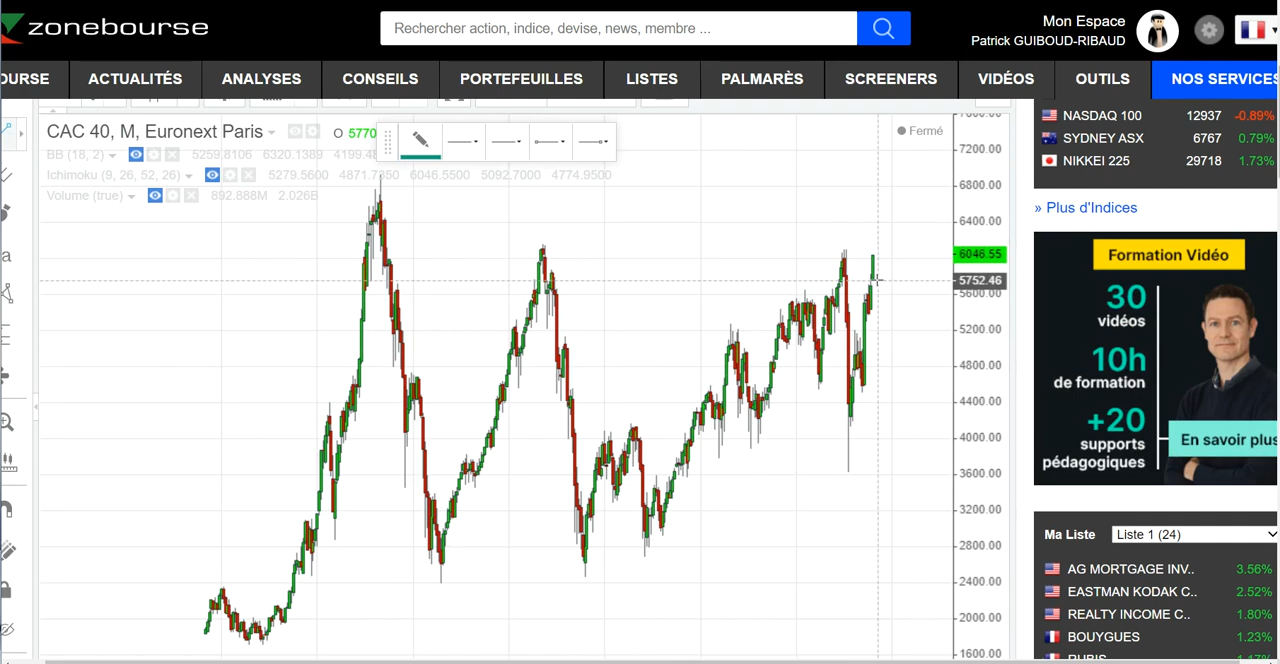 zonebourse
Rechercher action, indice, devise, news, membre ...
Mon Espace
Patrick GUIBOUD-RIBAUD
OURSE
ACTUALITÉS
ANALYSES
CONSEILS
PORTEFEUILLES
LISTES
PALMARÈS
SCREENERS
VIDÉOS
OUTILS
NOS SERVICES
CAC 40, M, Euronext Paris
O 5770
Fermé
BB (18, 2) 5259.8106 6320.1389 4199.48
Ichimoku (9, 26, 52, 26) 5279.5600 6046.5500 5092.7000 4774.9500
Volume (true) 892.888M 2.026B
7200.00
6800.00
6400.00
6046.55
5752.46
5600.00
5200.00
4800.00
4400.00
4000.00
3600.00
3200.00
2800.00
2400.00
2000.00
1600.00
NASDAQ 100 12937 -0.89%
SYDNEY ASX 6767 0.79%
NIKKEI 225 29718 1.73%
» Plus d'Indices
Formation Vidéo
30
vidéos
10h
de formation
+20
supports
pédagogiques
En savoir plus
Ma Liste Liste 1 (24)
AG MORTGAGE INV.. 3.56%
EASTMAN KODAK C.. 2.52%
REALTY INCOME C.. 1.80%
BOUYGUES 1.23%
RUBIS 1.17%